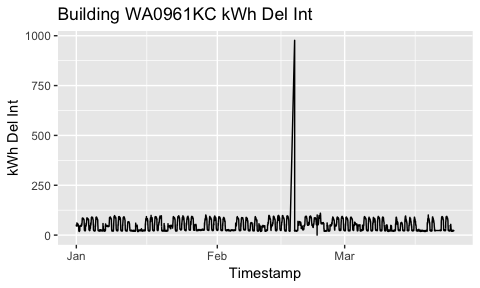 Building WA0961KC kWh Del Int
1000
750
500
250
0
kWh Del Int
Jan
Feb
Mar
Timestamp